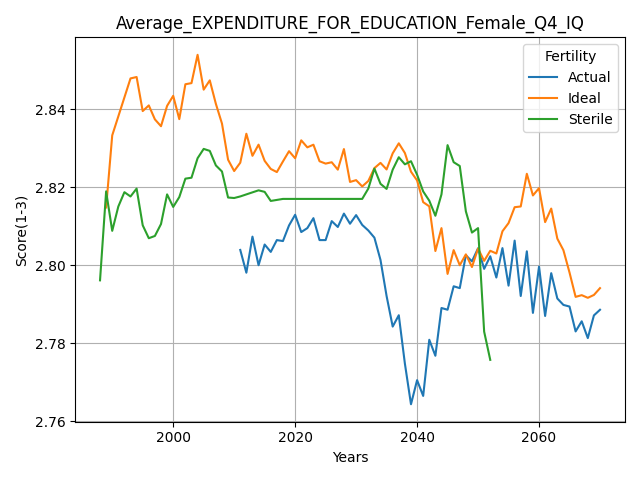 Average_EXPENDITURE_FOR_EDUCATION_Female_Q4_IQ
Fertility
Actual
Ideal
Sterile
Score(1-3)
2.84
2.82
2.80
2.78
2.76
2000
2020
2040
2060
Years